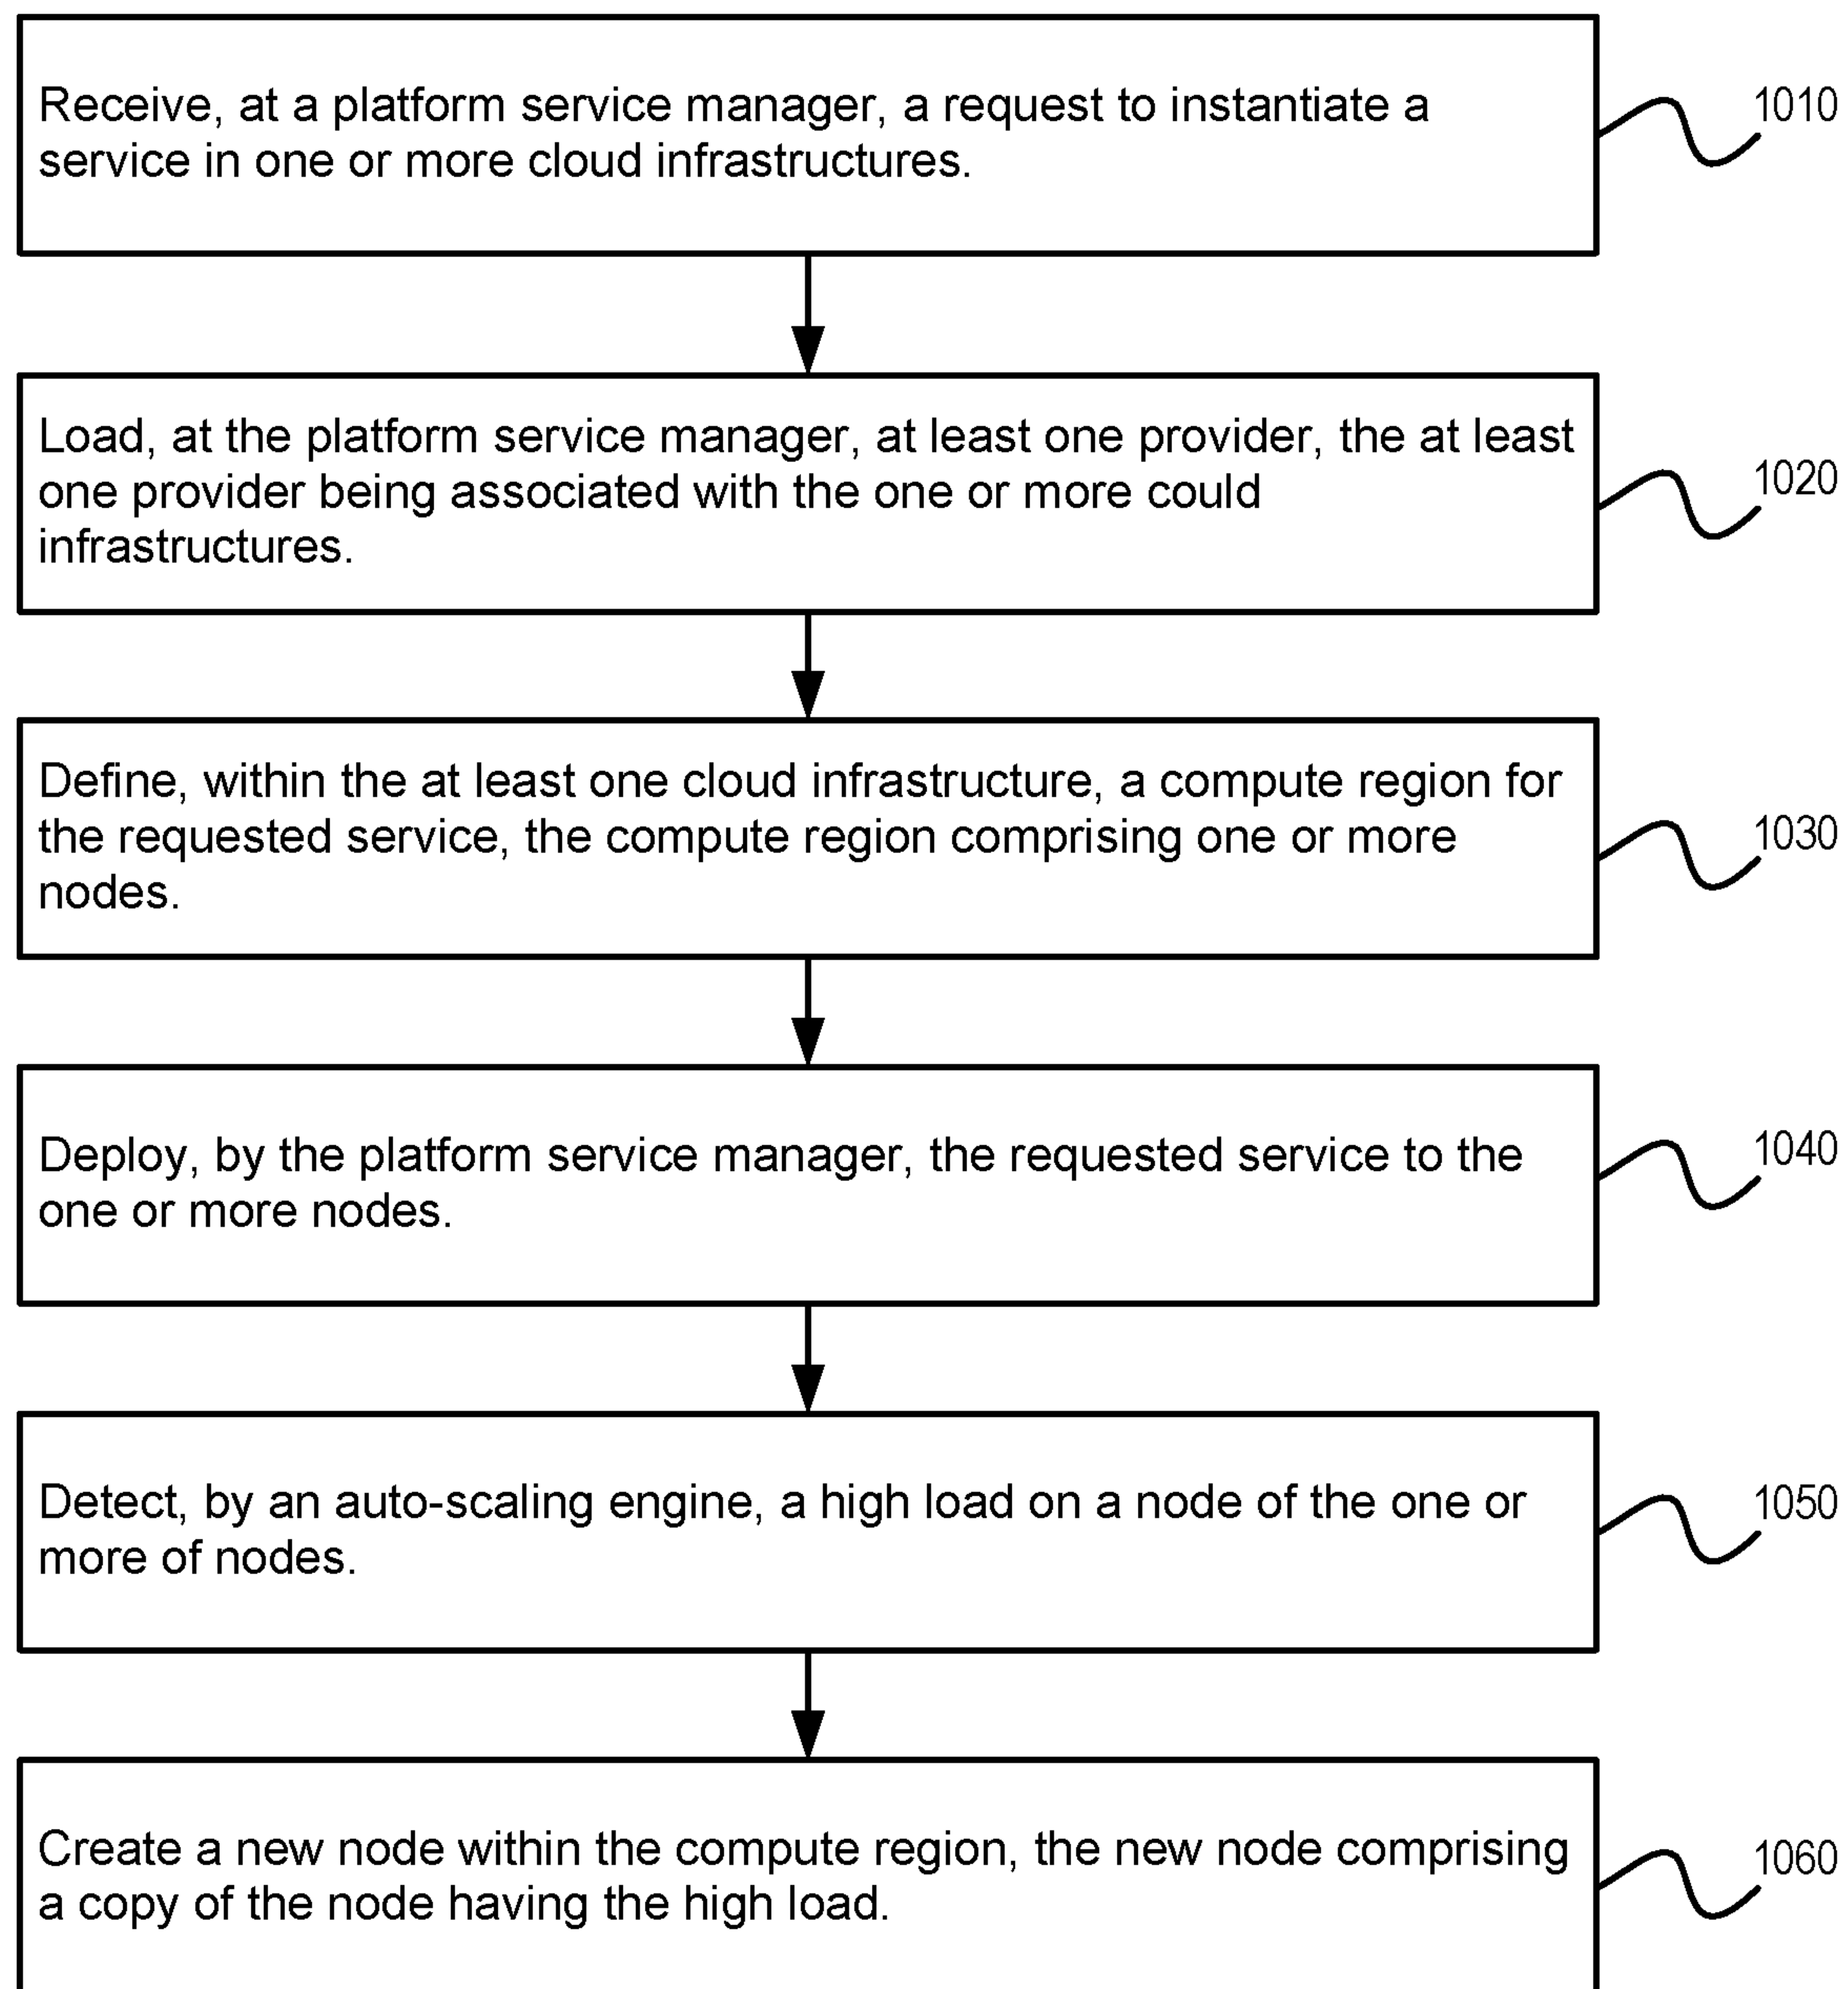 Receive, at a platform service manager, a request to instantiate a
service in one or more cloud infrastructures.
1010
Load, at the platform service manager, at least one provider, the at least
one provider being associated with the one or more could
infrastructures.
1020
Define, within the at least one cloud infrastructure, a compute region for
the requested service, the compute region comprising one or more
nodes.
1030
Deploy, by the platform service manager, the requested service to the
one or more nodes.
1040
Detect, by an auto-scaling engine, a high load on a node of the one or
more of nodes.
1050
Create a new node within the compute region, the new node comprising
a copy of the node having the high load.
1060